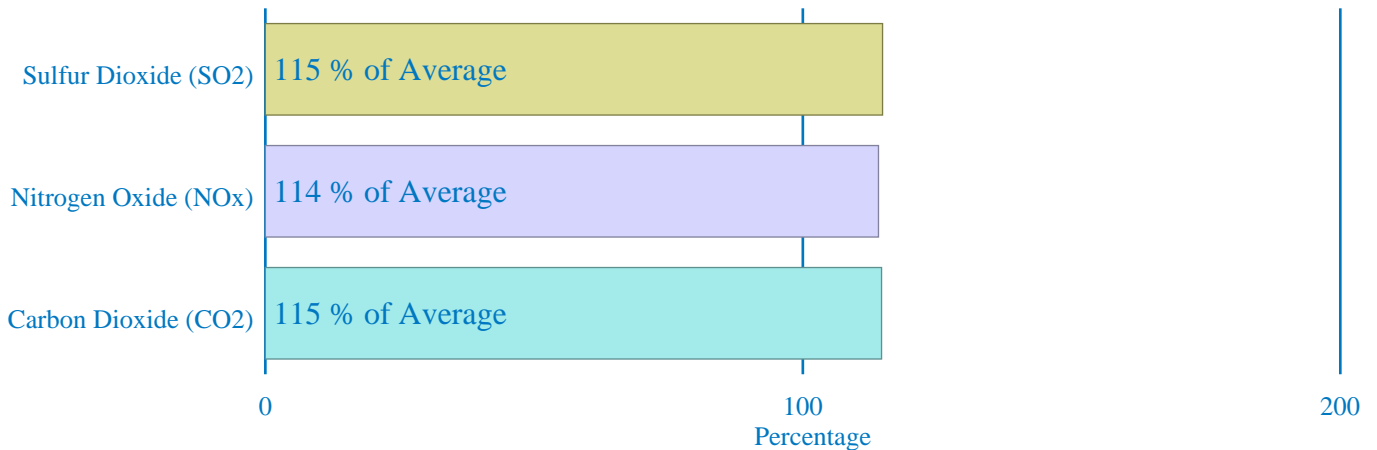 Sulfur Dioxide (SO2)
115 % of Average
Nitrogen Oxide (NOx)
114 % of Average
Carbon Dioxide (CO2)
115 % of Average
0
100
200
Percentage